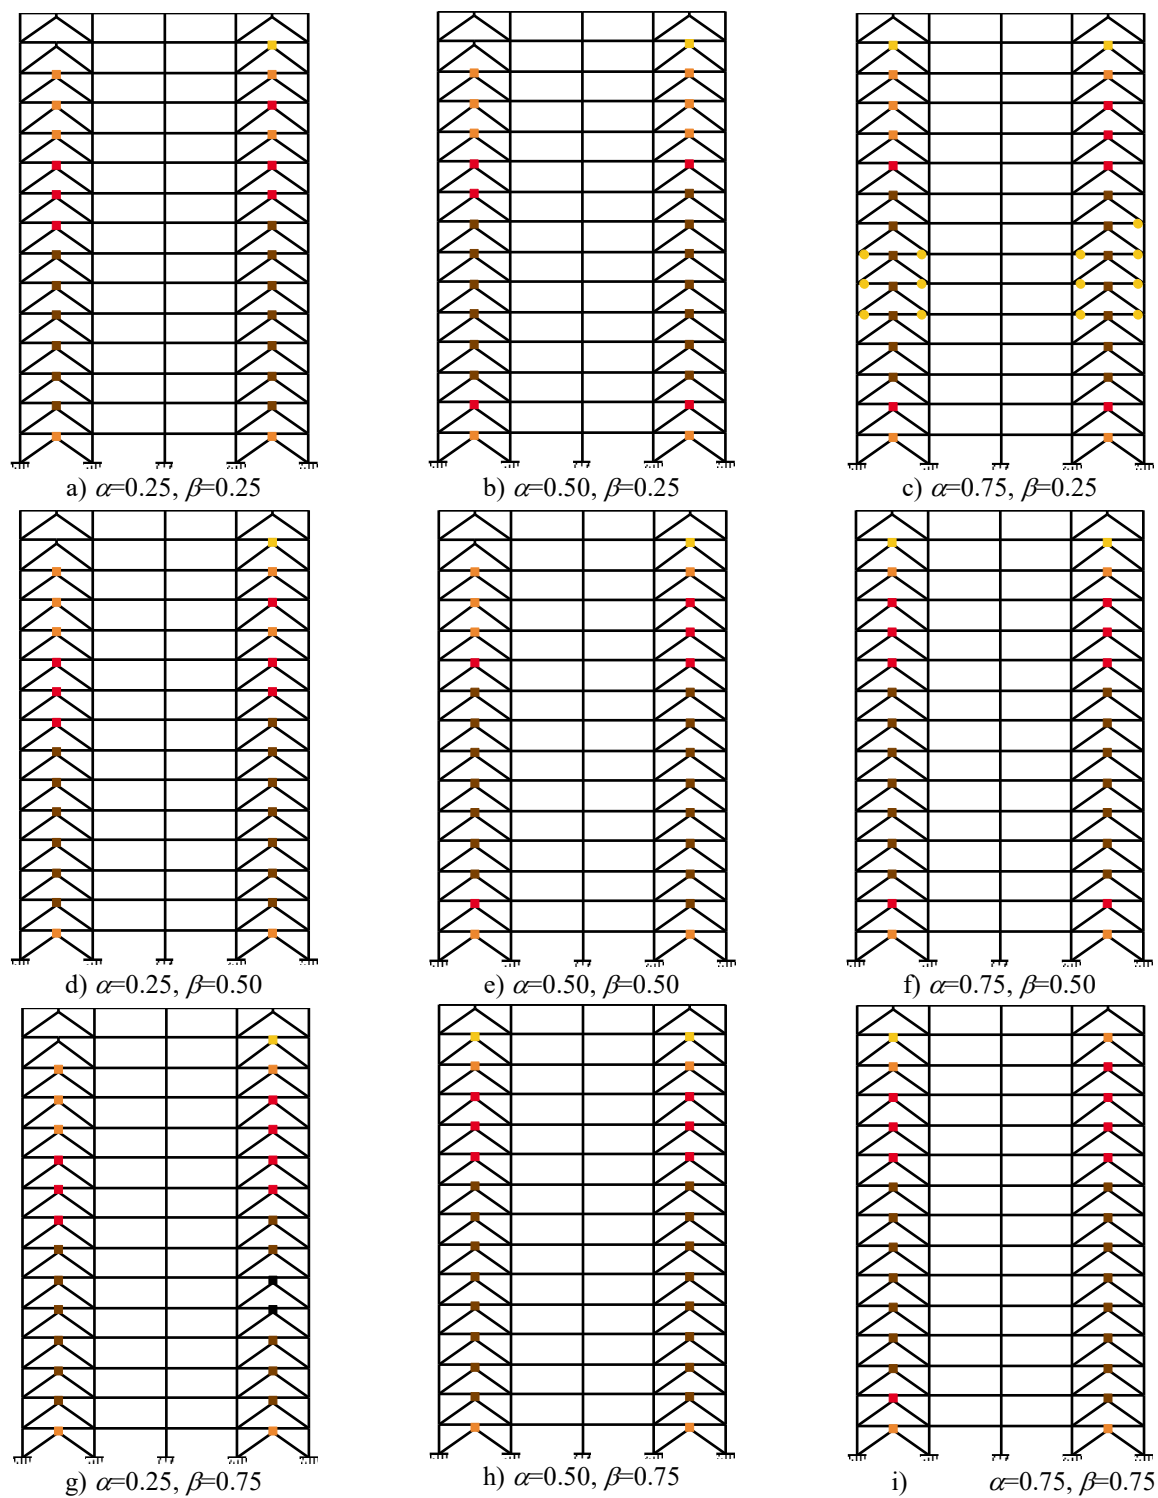 a) α=0.25, β=0.25
b) α=0.50, β=0.25
c) α=0.75, β=0.25
d) α=0.25, β=0.50
e) α=0.50, β=0.50
f) α=0.75, β=0.50
g) α=0.25, β=0.75
h) α=0.50, β=0.75
i) α=0.75, β=0.75